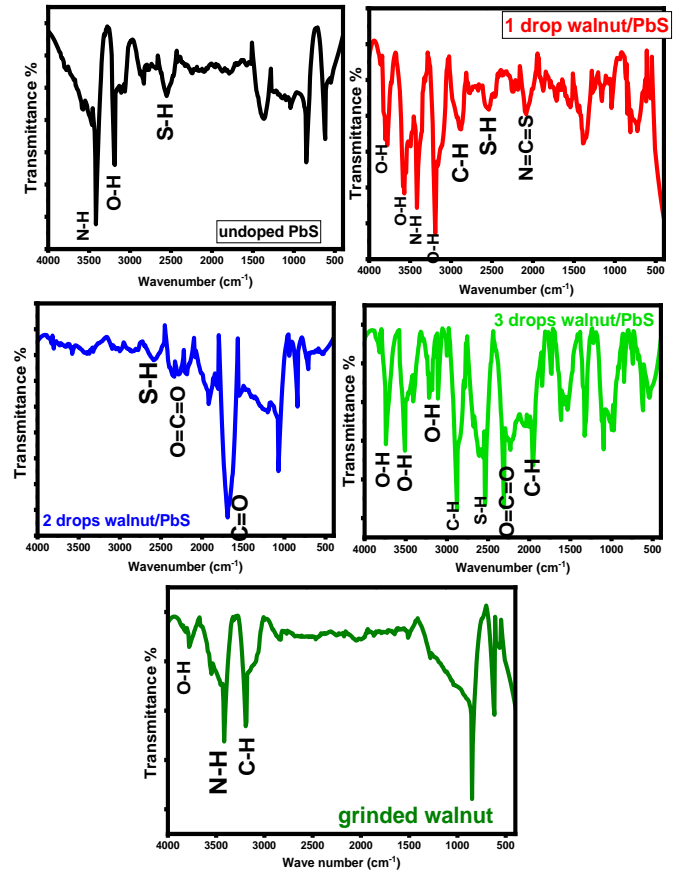 Transmittance %
N-H
O-H
S-H
undoped PbS
4000 3500 3000 2500 2000 1500 1000 500
Wavenumber (cm-1)
1 drop walnut/PbS
Transmittance %
O-H
O-H
N-H
O-H
C-H
S-H
N=C=S
4000 3500 3000 2500 2000 1500 1000 500
Wavenumber (cm-1)
Transmittance %
S-H
O=C=O
C=O
2 drops walnut/PbS
4000 3500 3000 2500 2000 1500 1000 500
Wavenumber (cm-1)
3 drops walnut/PbS
Transmittance %
O-H
O-H
O-H
C-H
S-H
O=C=O
C-H
4000 3500 3000 2500 2000 1500 1000 500
Wavenumber (cm-1)
Transmittance %
O-H
N-H
C-H
grinded walnut
4000 3500 3000 2500 2000 1500 1000 500
Wave number (cm-1)